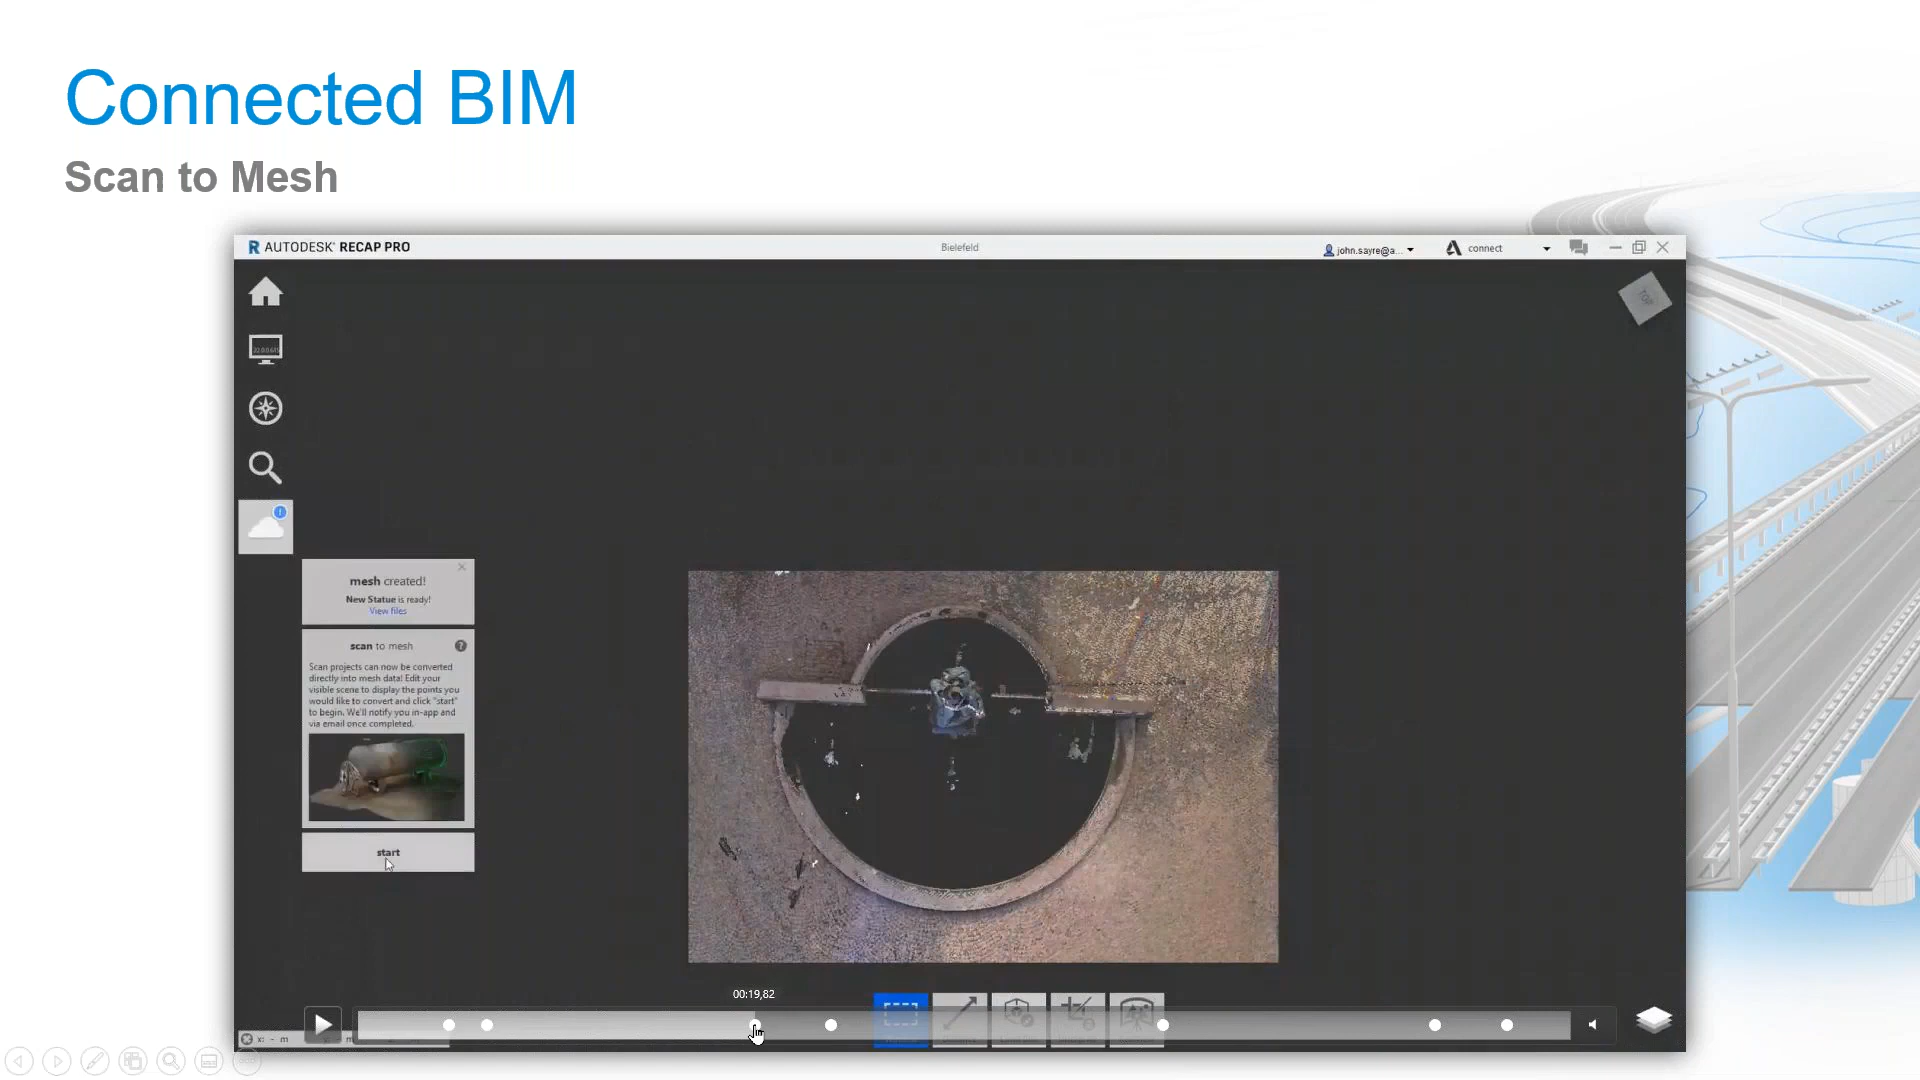 Connected BIM
Scan to Mesh
R AUTODESK® RECAP PRO
Bielefeld
john.sayre@a...
connect
TOP
mesh created!
New Statue is ready!
View files
scan to mesh
?
Scan projects can now be converted
directly into mesh data! Edit your
visible scene to display the points you
would like to convert and click "start"
to begin. We'll notify you in-app and
via email once completed.
start
00:19,82
x: - m